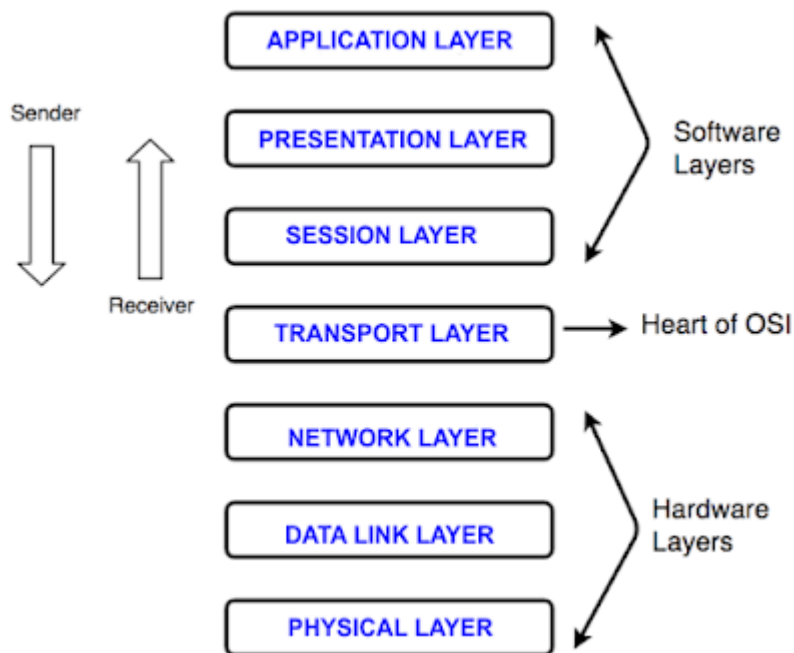 APPLICATION LAYER
Sender
PRESENTATION LAYER
Software
Layers
SESSION LAYER
Receiver
TRANSPORT LAYER
Heart of OSI
NETWORK LAYER
Hardware
Layers
DATA LINK LAYER
PHYSICAL LAYER